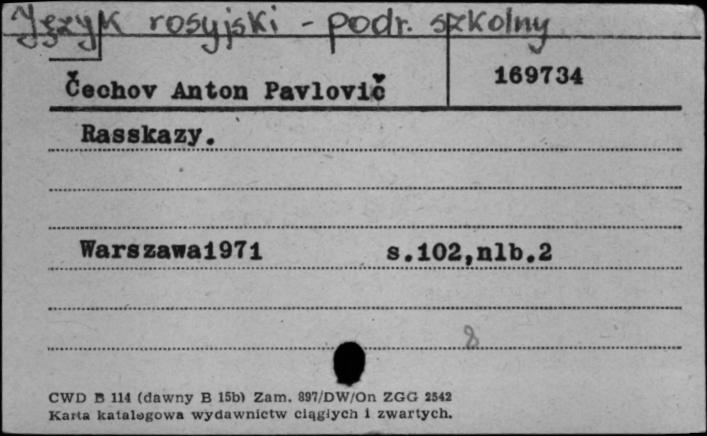 Język rosyjski - podr. szkolny
Čechov Anton Pavlovič
169734
Rasskazy.
Warszawa1971 s.102,nlb.2
8
CWD B 114 (dawny B 15b) Zam. 897/DW/On ZGG 2542
Karta katalogowa wydawnictw ciągłych i zwartych.